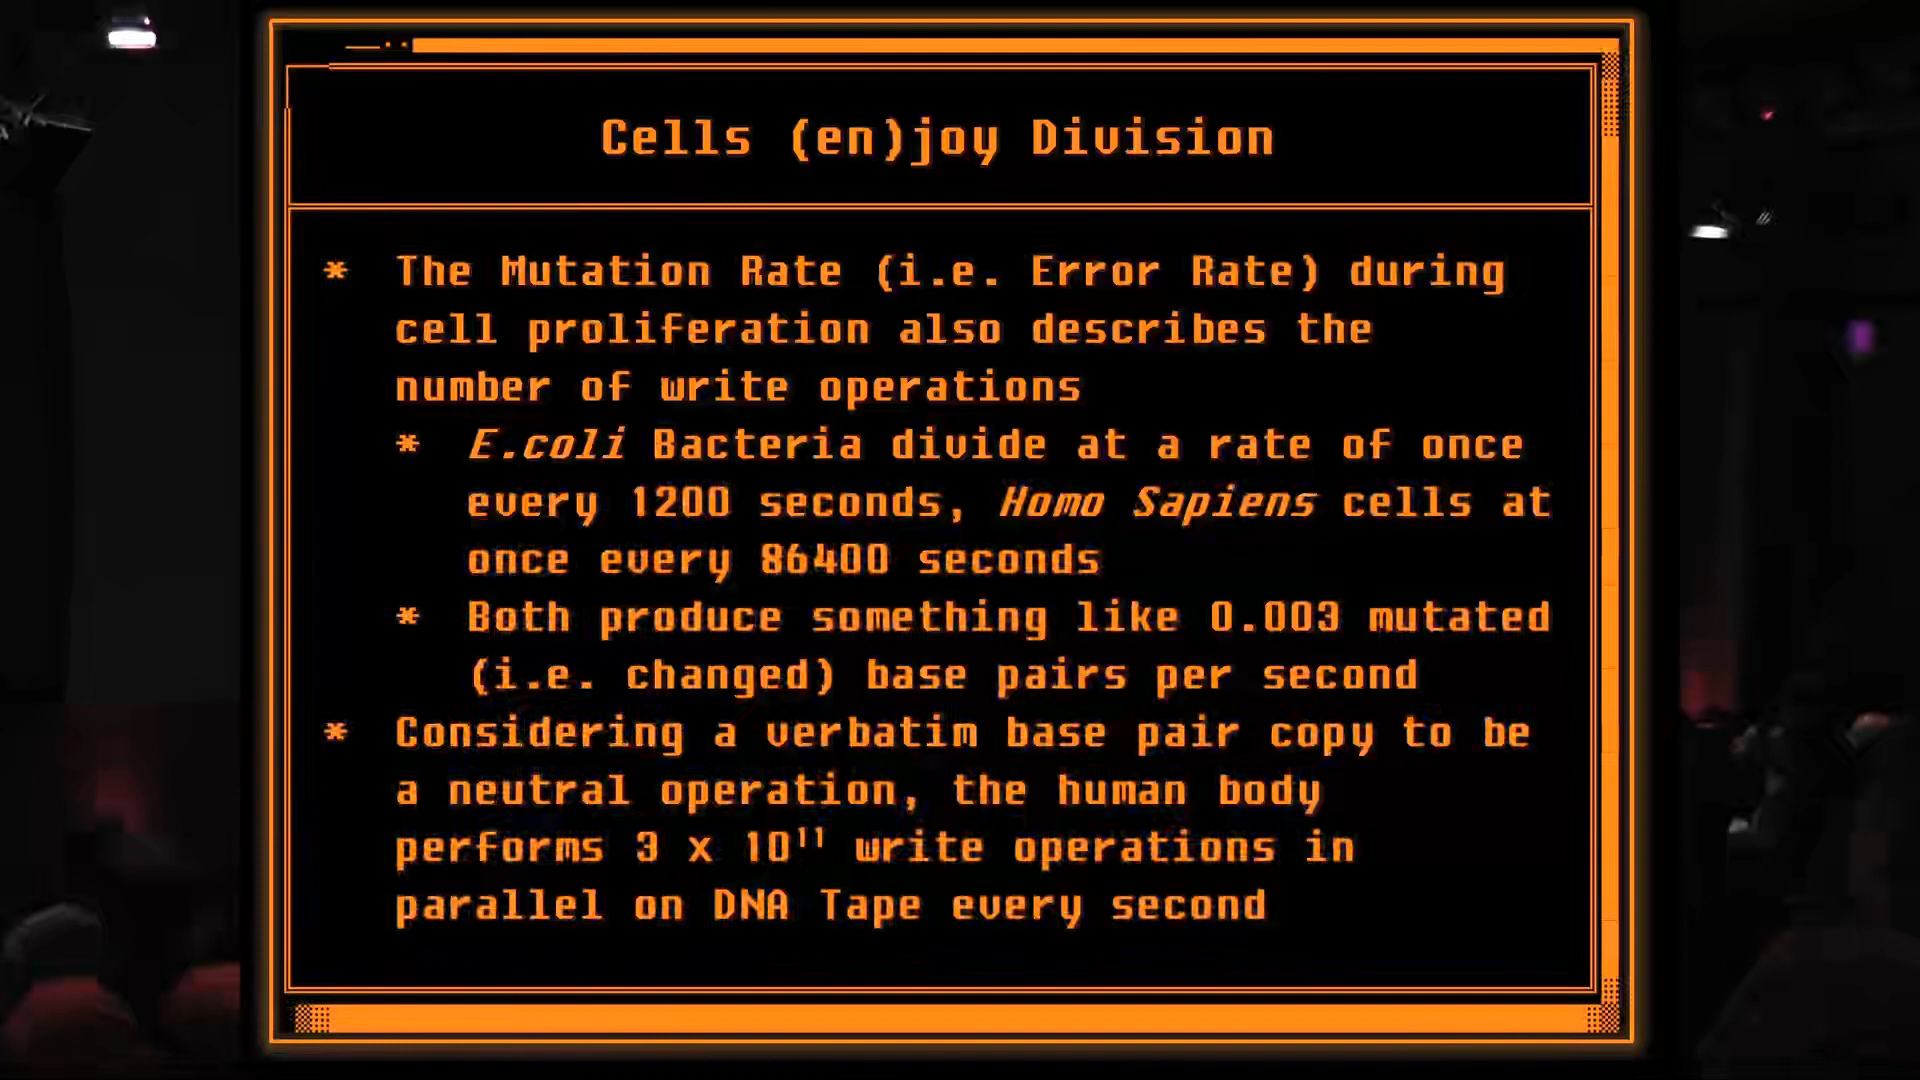 Cells (en)joy Division
* The Mutation Rate (i.e. Error Rate) during
cell proliferation also describes the
number of write operations
* E.coli Bacteria divide at a rate of once
every 1200 seconds, Homo Sapiens cells at
once every 86400 seconds
* Both produce something like 0.003 mutated
(i.e. changed) base pairs per second
* Considering a verbatim base pair copy to be
a neutral operation, the human body
performs 3 x 10¹¹ write operations in
parallel on DNA Tape every second